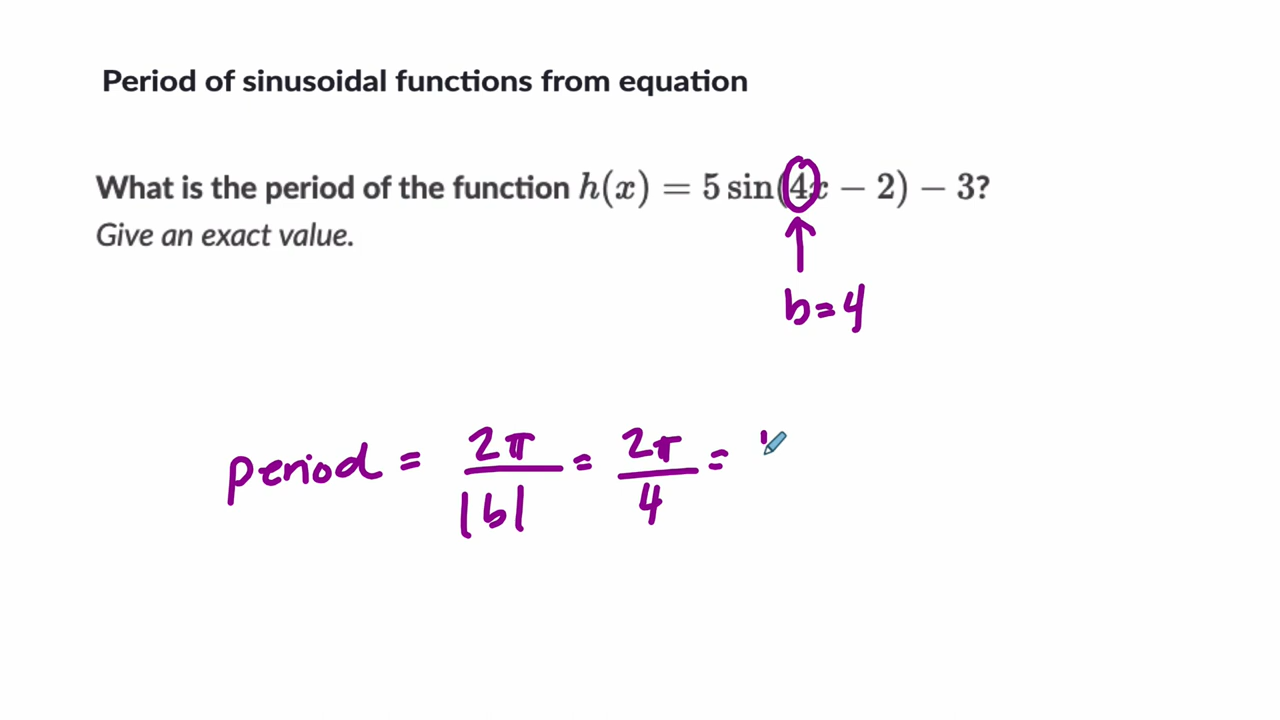 Period of sinusoidal functions from equation
What is the period of the function h(x) = 5 sin(4x − 2) − 3?
Give an exact value.
b=4
period = 2π/|b| = 2π/4 =